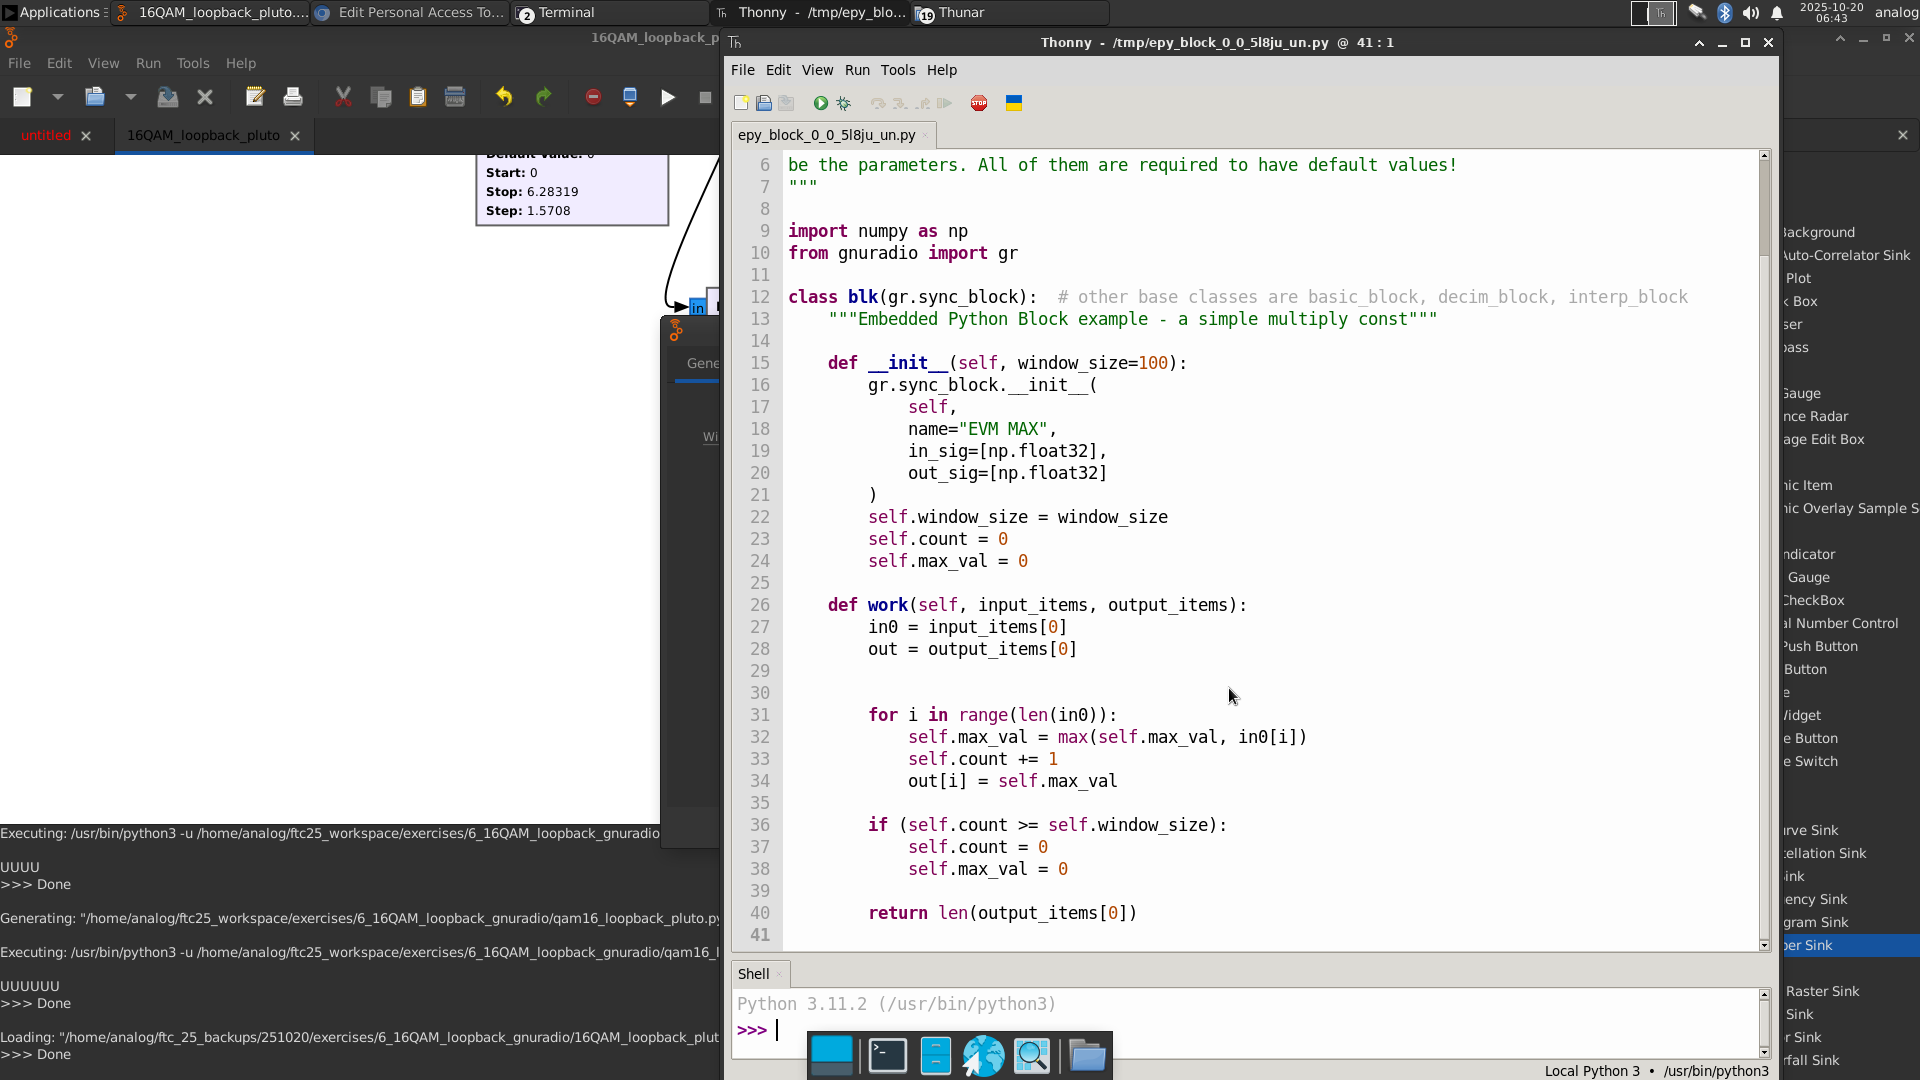 Applications
16QAM_loopback_pluto....
Edit Personal Access To...
2
Terminal
Thonny - /tmp/epy_blo...
19
Thunar
2025-10-20
06:43
analog
16QAM_loopback_p
File Edit View Run Tools Help
untitled
16QAM_loopback_pluto
Start: 0
Stop: 6.28319
Step: 1.5708
in
Gene
Wi
Executing: /usr/bin/python3 -u /home/analog/ftc25_workspace/exercises/6_16QAM_loopback_gnuradio
UUUU
>>> Done
Generating: "/home/analog/ftc25_workspace/exercises/6_16QAM_loopback_gnuradio/qam16_loopback_pluto.py
Executing: /usr/bin/python3 -u /home/analog/ftc25_workspace/exercises/6_16QAM_loopback_gnuradio/qam16_l
UUUUUU
>>> Done
Loading: "/home/analog/ftc_25_backups/251020/exercises/6_16QAM_loopback_gnuradio/16QAM_loopback_plut
>>> Done
Thonny - /tmp/epy_block_0_0_5l8ju_un.py @ 41 : 1
File Edit View Run Tools Help
STOP
epy_block_0_0_5l8ju_un.py
6 be the parameters. All of them are required to have default values!
7 """
8
9 import numpy as np
10 from gnuradio import gr
11
12 class blk(gr.sync_block):  # other base classes are basic_block, decim_block, interp_block
13     """Embedded Python Block example - a simple multiply const"""
14
15     def __init__(self, window_size=100):
16         gr.sync_block.__init__(
17             self,
18             name="EVM MAX",
19             in_sig=[np.float32],
20             out_sig=[np.float32]
21         )
22         self.window_size = window_size
23         self.count = 0
24         self.max_val = 0
25
26     def work(self, input_items, output_items):
27         in0 = input_items[0]
28         out = output_items[0]
29
30
31         for i in range(len(in0)):
32             self.max_val = max(self.max_val, in0[i])
33             self.count += 1
34             out[i] = self.max_val
35
36         if (self.count >= self.window_size):
37             self.count = 0
38             self.max_val = 0
39
40         return len(output_items[0])
41
Shell
Python 3.11.2 (/usr/bin/python3)
>>>
Local Python 3 • /usr/bin/python3
Background
Auto-Correlator Sink
Plot
k Box
ser
pass
Gauge
nce Radar
age Edit Box
nic Item
nic Overlay Sample S
ndicator
Gauge
CheckBox
al Number Control
Push Button
Button
e
Widget
e Button
e Switch
urve Sink
tellation Sink
ink
ency Sink
gram Sink
ber Sink
Raster Sink
Sink
r Sink
rfall Sink